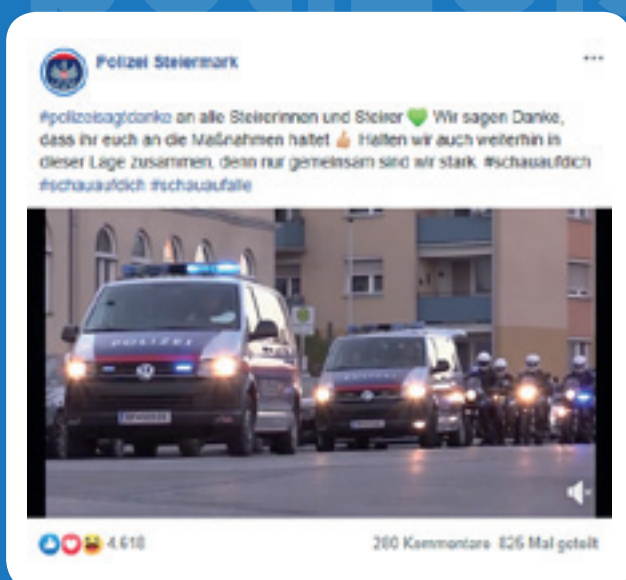 Polizei Steiermark
#polizeisagtdanke an alle Steirerinnen und Steirer 💚 Wir sagen Danke,
dass ihr euch an die Maßnahmen haltet 👍 Halten wir auch weiterhin in
dieser Lage zusammen, denn nur gemeinsam sind wir stark. #schauaufdich
#schauaufdich #schauaufalle
POLIZEI
4.618
280 Kommentare 826 Mal geteilt